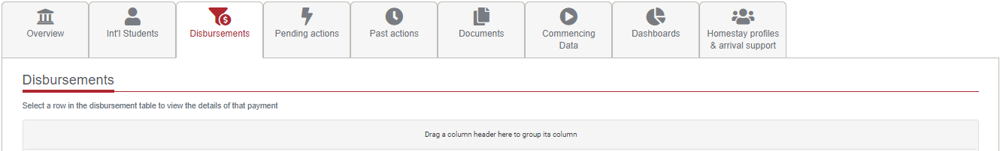 Overview
Int'l Students
Disbursements
Pending actions
Past actions
Documents
Commencing
Data
Dashboards
Homestay profiles
& arrival support
Disbursements
Select a row in the disbursement table to view the details of that payment
Drag a column header here to group its column